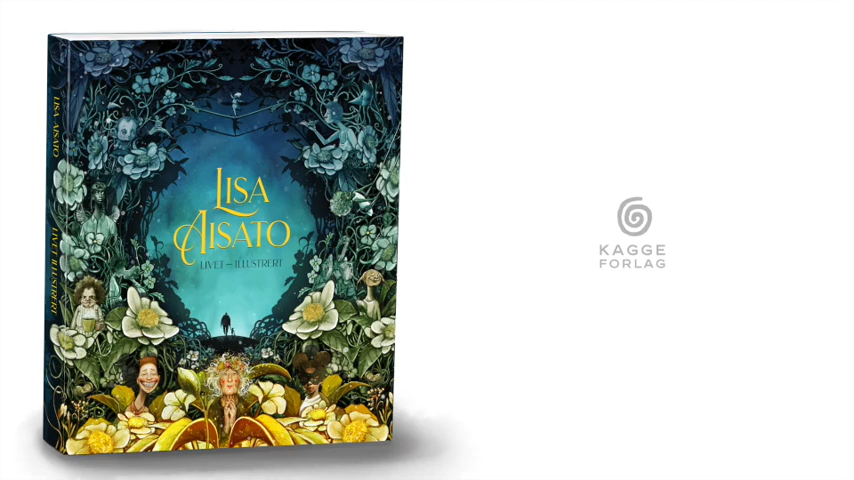 LISA AISATO
LIVET ILLUSTRERT
LISA
AISATO
LIVET – ILLUSTRERT
KAGGE
FORLAG